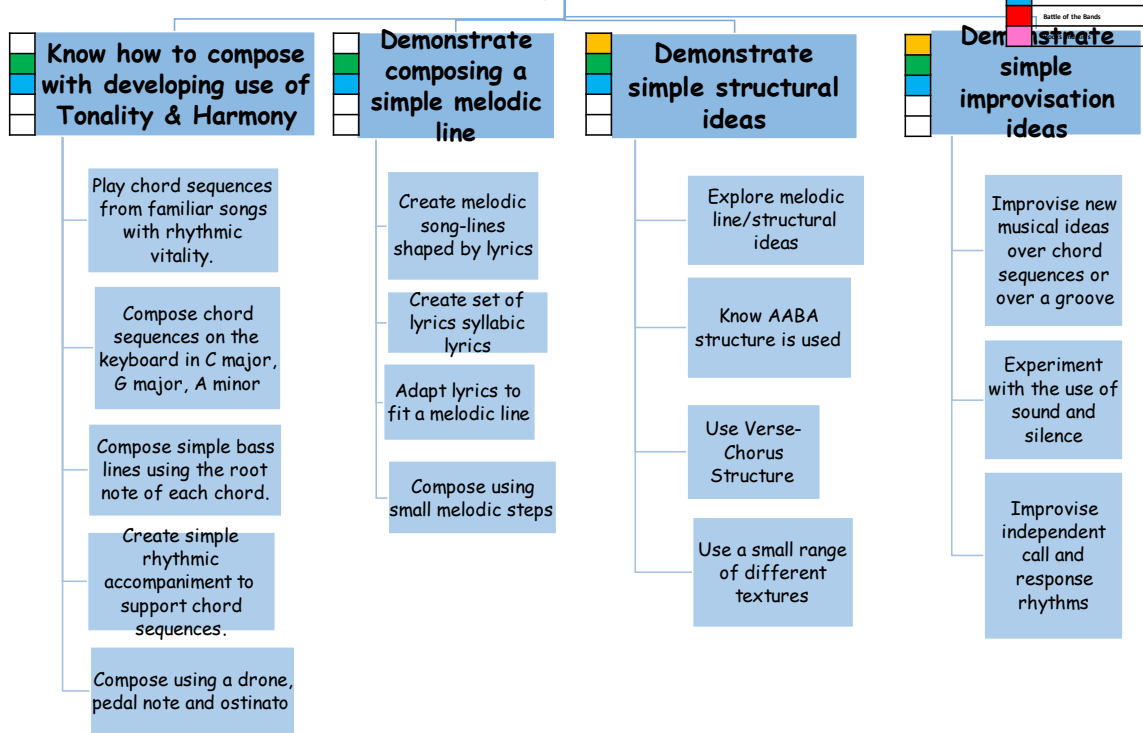 Battle of the Bands
Know how to compose
with developing use of
Tonality & Harmony
Play chord sequences
from familiar songs
with rhythmic
vitality.
Compose chord
sequences on the
keyboard in C major,
G major, A minor
Compose simple bass
lines using the root
note of each chord.
Create simple
rhythmic
accompaniment to
support chord
sequences.
Compose using a drone,
pedal note and ostinato
Demonstrate
composing a
simple melodic
line
Create melodic
song-lines
shaped by lyrics
Create set of
lyrics syllabic
lyrics
Adapt lyrics to
fit a melodic line
Compose using
small melodic steps
Demonstrate
simple structural
ideas
Explore melodic
line/structural
ideas
Know AABA
structure is used
Use Verse-
Chorus
Structure
Use a small range
of different
textures
Demonstrate
simple
improvisation
ideas
Improvise new
musical ideas
over chord
sequences or
over a groove
Experiment
with the use of
sound and
silence
Improvise
independent
call and
response
rhythms